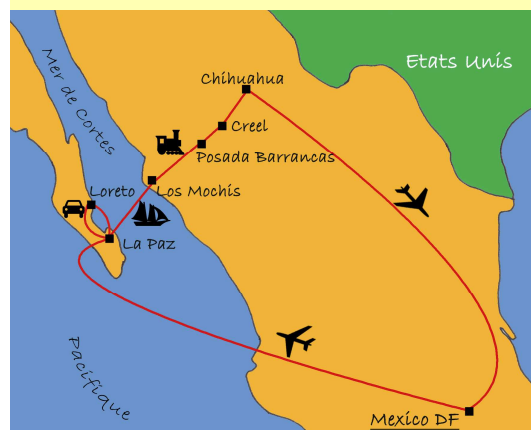 Etats Unis
Mer de Cortes
Chihuahua
Creel
Posada Barrancas
Loreto
Los Mochis
La Paz
Pacifique
Mexico DF